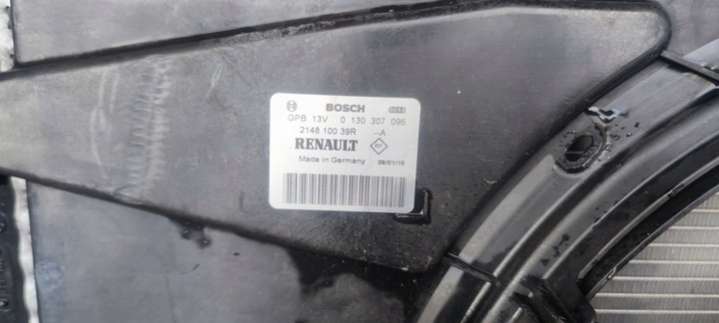 BOSCH
GPB 13V 0 130 307 095
2148 100 39R --A
RENAULT
Made in Germany